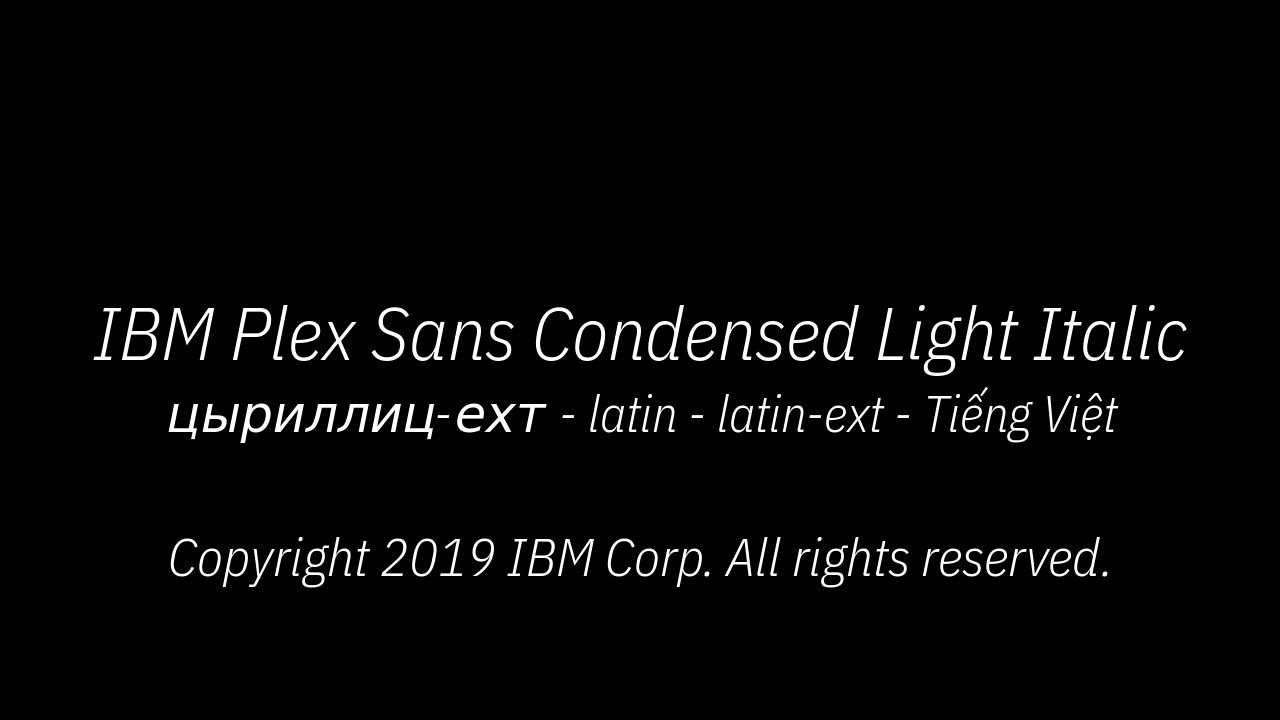 IBM Plex Sans Condensed Light Italic
цыриллиц-ехт - latin - latin-ext - Tiếng Việt
Copyright 2019 IBM Corp. All rights reserved.